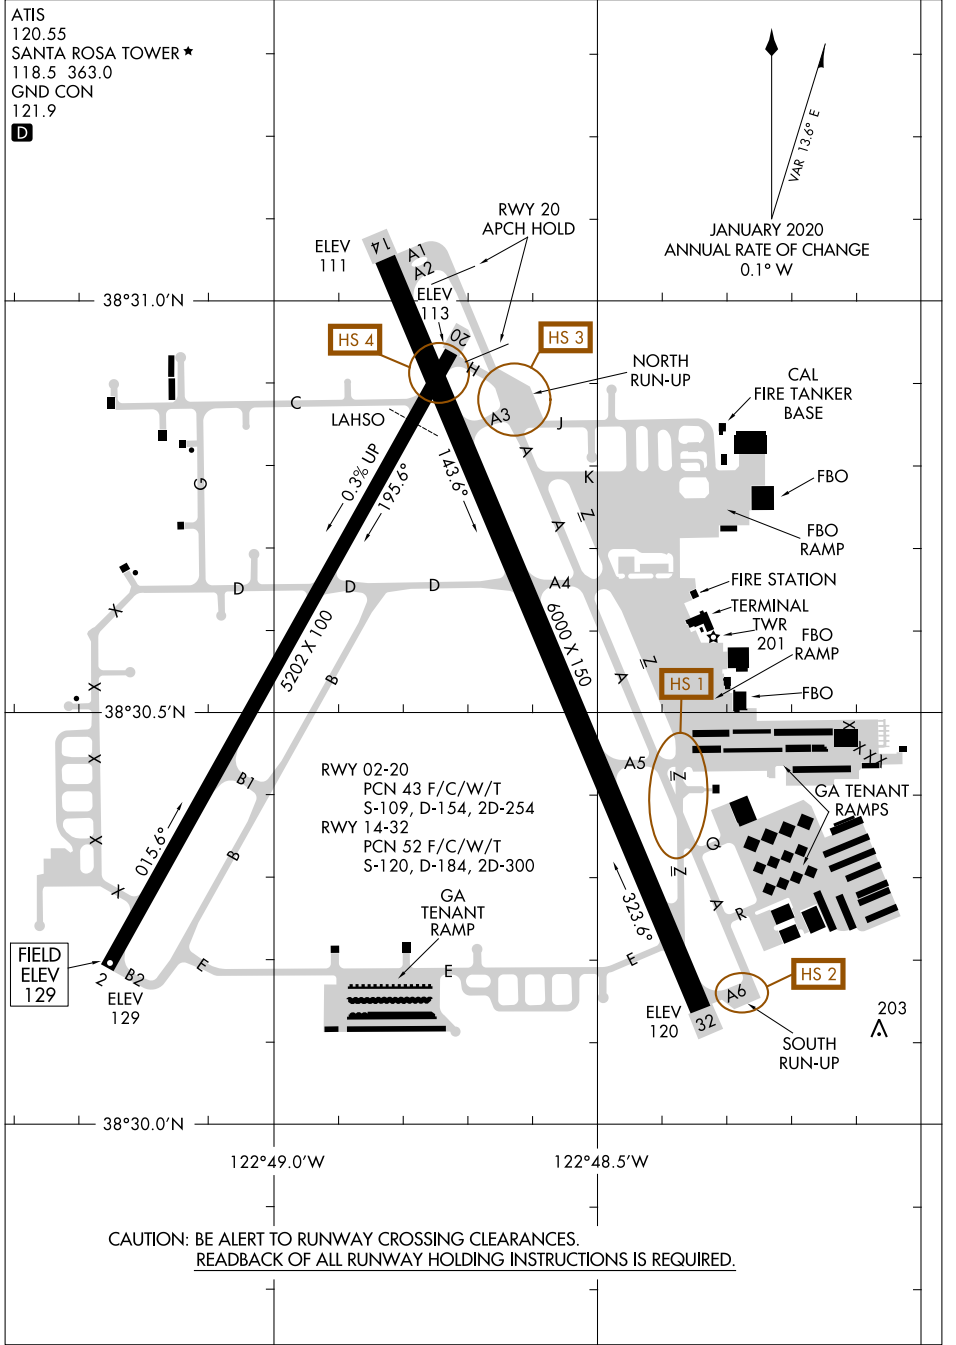 ATIS
120.55
SANTA ROSA TOWER★
118.5 363.0
GND CON
121.9
D
VAR 13.6° E
JANUARY 2020
ANNUAL RATE OF CHANGE
0.1° W
RWY 20
APCH HOLD
ELEV
111
14
A1
A2
38°31.0'N
ELEV
113
20
HS 4
HS 3
H
NORTH
RUN-UP
CAL
FIRE TANKER
BASE
C
LAHSO
A3
J
A
0.3% UP
195.6°
143.6°
G
K
Z
A
FBO
FBO
RAMP
X
D
D
D
A4
FIRE STATION
TERMINAL
TWR
201
FBO
RAMP
5202 X 100
6000 X 150
B
A
Z
HS 1
FBO
X
38°30.5'N
X
X
X
X
X
X
B1
RWY 02-20
PCN 43 F/C/W/T
S-109, D-154, 2D-254
RWY 14-32
PCN 52 F/C/W/T
S-120, D-184, 2D-300
A5
Z
GA TENANT
RAMPS
015.6°
B
Q
X
X
Z
A
R
323.6°
GA
TENANT
RAMP
FIELD
ELEV
129
2
B2
ELEV
129
E
E
E
HS 2
A6
ELEV
120
32
SOUTH
RUN-UP
203
38°30.0'N
122°49.0'W
122°48.5'W
CAUTION: BE ALERT TO RUNWAY CROSSING CLEARANCES.
READBACK OF ALL RUNWAY HOLDING INSTRUCTIONS IS REQUIRED.